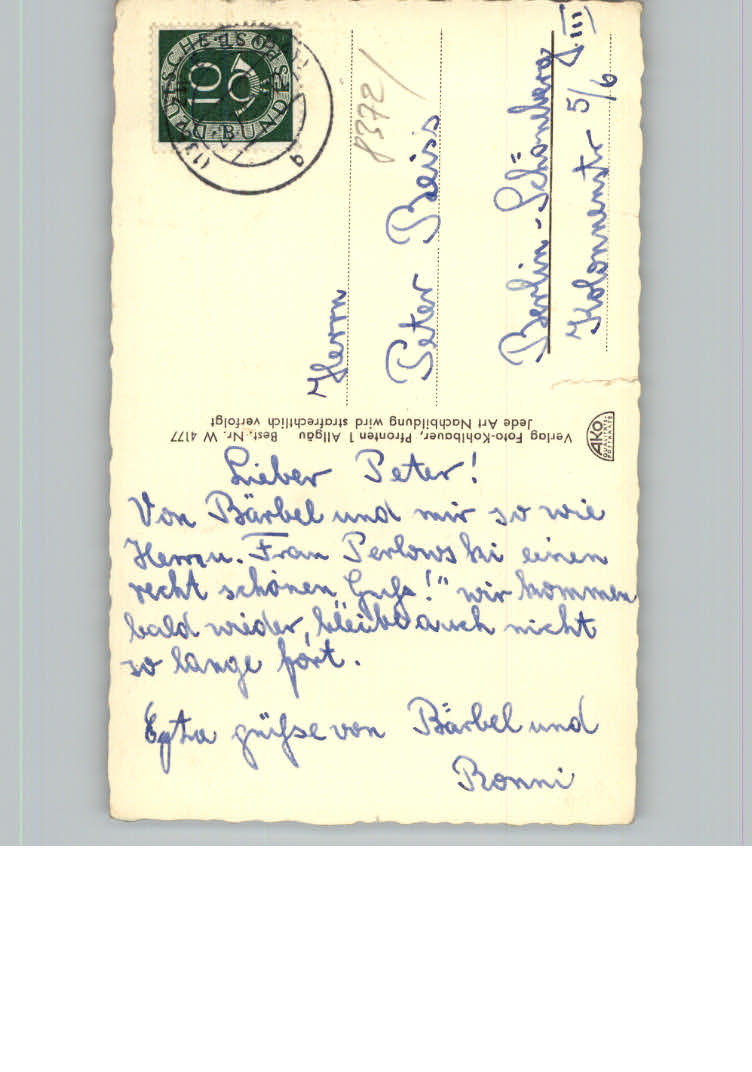 Lieber Peter!
Von Bärbel und mir so wie
Herrn u. Frau Perlowski einen
recht schönen Gruß!" wir kommen
bald wieder, bleibe auch nicht
so lange fort.
Extra grüße von Bärbel und
Ronni
Verlag Foto-Kohlbauer, Pfronten 1 Allgäu Best.-Nr. W 4177
Jede Art Nachbildung wird strafrechtlich verfolgt
AKO
Herrn
Peter Beiss
Berlin-Schöneberg
Kolonnenstr 5/6
III
8372/
DEUTSCHE BUNDESPOST
10